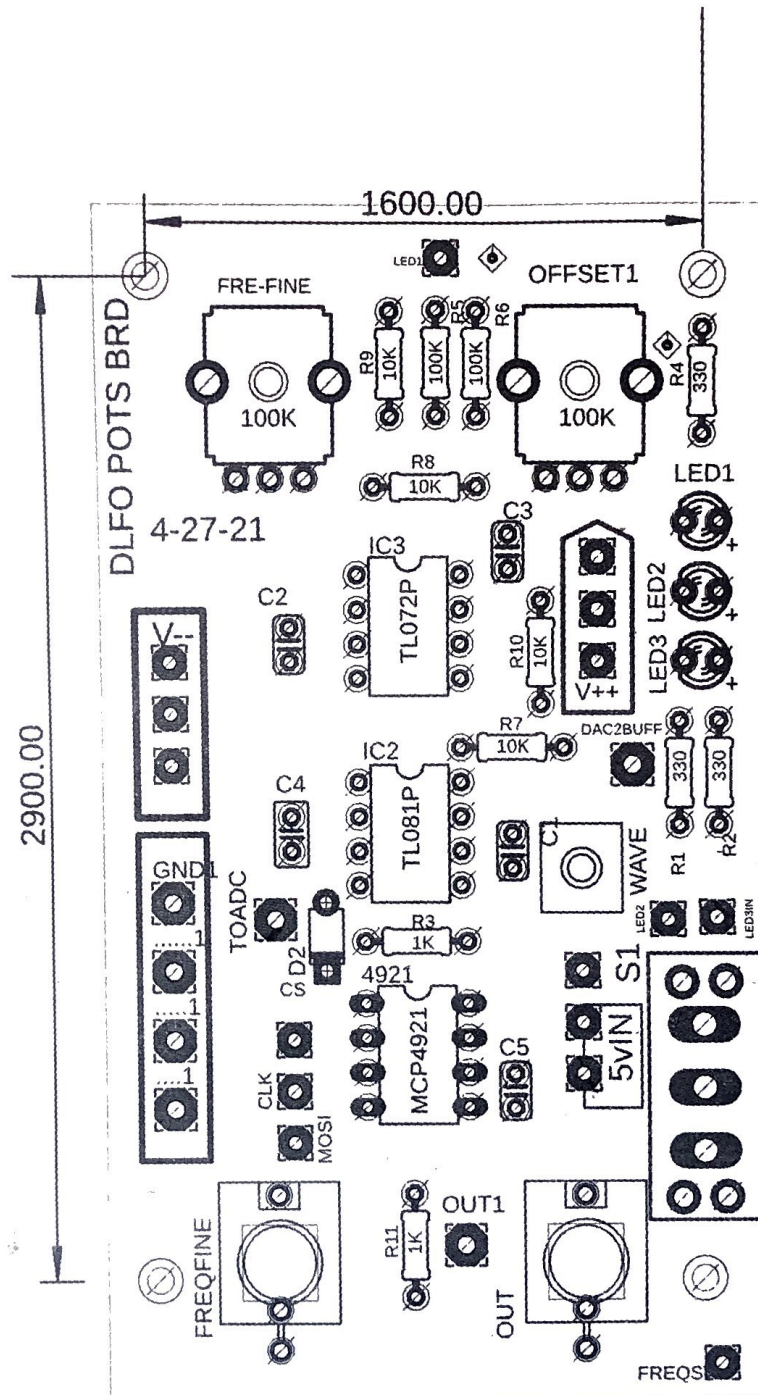 1600.00
LED1
FRE-FINE
OFFSET1
DLFO POTS BRD
R5
R6
R9
10K
100K
100K
R4
330
100K
100K
R8
10K
LED1
4-27-21
C3
IC3
+
C2
TL072P
LED2
+
R10
10K
V--
LED3
V++
+
2900.00
R7
10K
DAC2BUFF
IC2
330
330
C4
TL081P
C1
R1
R2
WAVE
GND1
TOADC
LED2
LED3IN
R3
1K
1
D2
S1
CS
4921
1
5vIN
MCP4921
C5
CLK
1
MOSI
FREQFINE
R11
1K
OUT1
OUT
FREQS